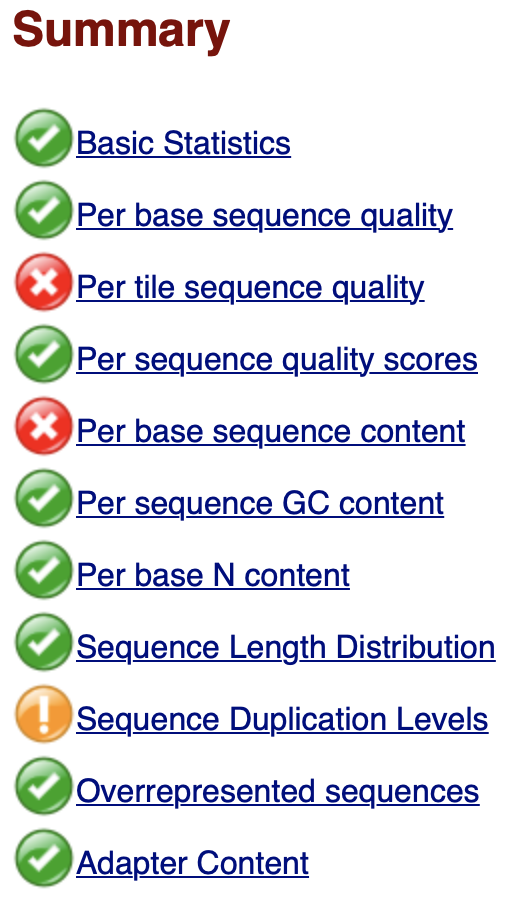 Summary
Basic Statistics
Per base sequence quality
Per tile sequence quality
Per sequence quality scores
Per base sequence content
Per sequence GC content
Per base N content
Sequence Length Distribution
Sequence Duplication Levels
Overrepresented sequences
Adapter Content